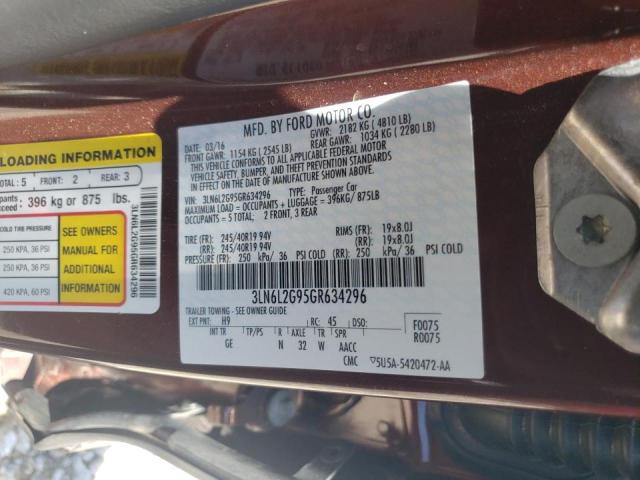 LOADING INFORMATION
TOTAL: 5 FRONT: 2 REAR: 3
396 kg or 875 lbs.
COLD TIRE PRESSURE
250 KPA, 36 PSI
250 KPA, 36 PSI
420 KPA, 60 PSI
SEE OWNERS
MANUAL FOR
ADDITIONAL
INFORMATION
3LN6L2G95GR634296
MFD. BY FORD MOTOR CO.
DATE: 03/16 GVWR: 2182 KG ( 4810 LB)
FRONT GAWR: 1154 KG ( 2545 LB) REAR GAWR: 1034 KG ( 2280 LB)
THIS VEHICLE CONFORMS TO ALL APPLICABLE FEDERAL MOTOR
VEHICLE SAFETY, BUMPER, AND THEFT PREVENTION STANDARDS
IN EFFECT ON THE DATE OF MANUFACTURE SHOWN ABOVE.
VIN: 3LN6L2G95GR634296 TYPE: Passenger Car
MAXIMUM LOAD = OCCUPANTS + LUGGAGE = 396KG / 875LB
OCCUPANTS = 5 TOTAL 2 FRONT, 3 REAR
TIRE (FR): 245/40R19 94V RIMS (FR): 19x8.0J
(RR): 245/40R19 94V (RR): 19x8.0J
PRESSURE (FR): 250 kPa / 36 PSI COLD (RR): 250 kPa / 36 PSI COLD
3LN6L2G95GR634296
TRAILER TOWING - SEE OWNER GUIDE
EXT PNT: H9 RC: 45 DSO: F0075
INT TR TP/PS R AXLE TR SPR R0075
GE N 32 W AACC
CMC 5U5A-5420472-AA